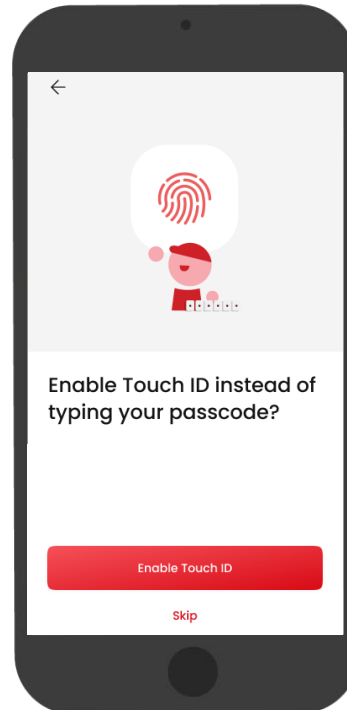 Enable Touch ID instead of
typing your passcode?
Enable Touch ID
Skip